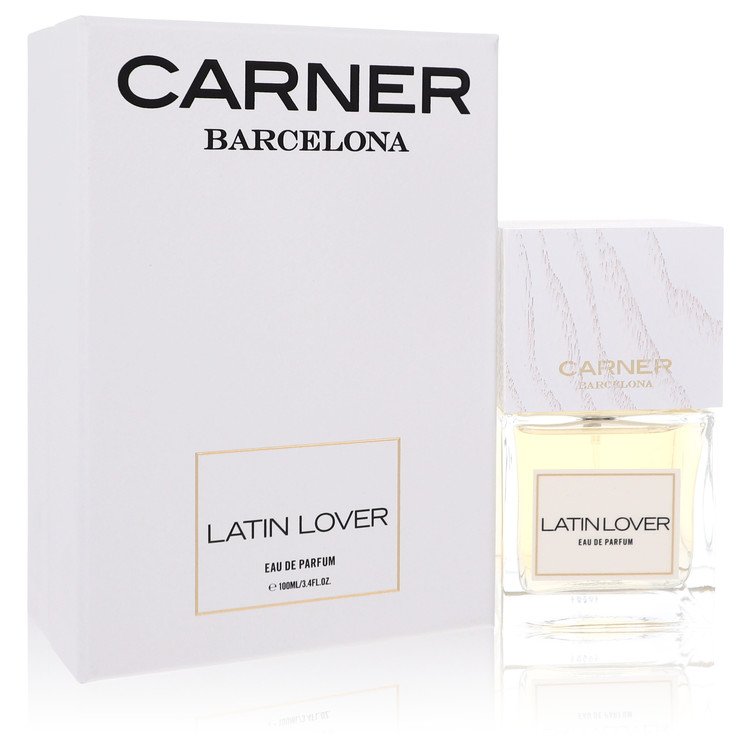 CARNER
BARCELONA
LATIN LOVER
EAU DE PARFUM
℮ 100ML/3.4FL.OZ.
CARNER
BARCELONA
LATIN LOVER
EAU DE PARFUM